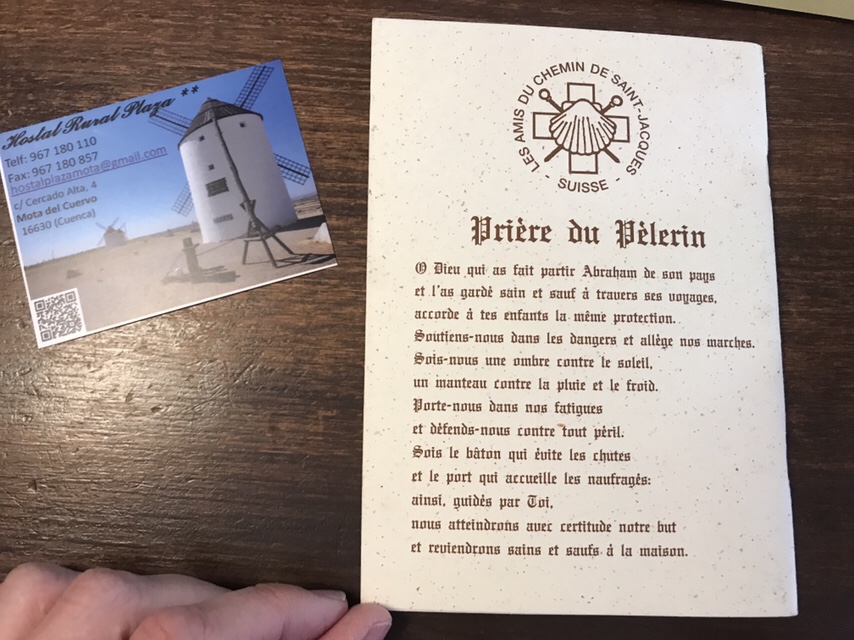 Hostal Rural Plaza **
Telf: 967 180 110
Fax: 967 180 857
hostalplazamota@gmail.com
c/ Cercado Alta, 4
Mota del Cuervo
16630 (Cuenca)
LES AMIS DU CHEMIN DE SAINT-JACQUES
- SUISSE -
Prière du Pèlerin
O Dieu qui as fait partir Abraham de son pays
et l'as gardé sain et sauf à travers ses voyages,
accorde à tes enfants la même protection.
Soutiens-nous dans les dangers et allège nos marches.
Sois-nous une ombre contre le soleil,
un manteau contre la pluie et le froid.
Porte-nous dans nos fatigues
et défends-nous contre tout péril.
Sois le bâton qui évite les chutes
et le port qui accueille les naufragés:
ainsi, guidés par Toi,
nous atteindrons avec certitude notre but
et reviendrons sains et saufs à la maison.